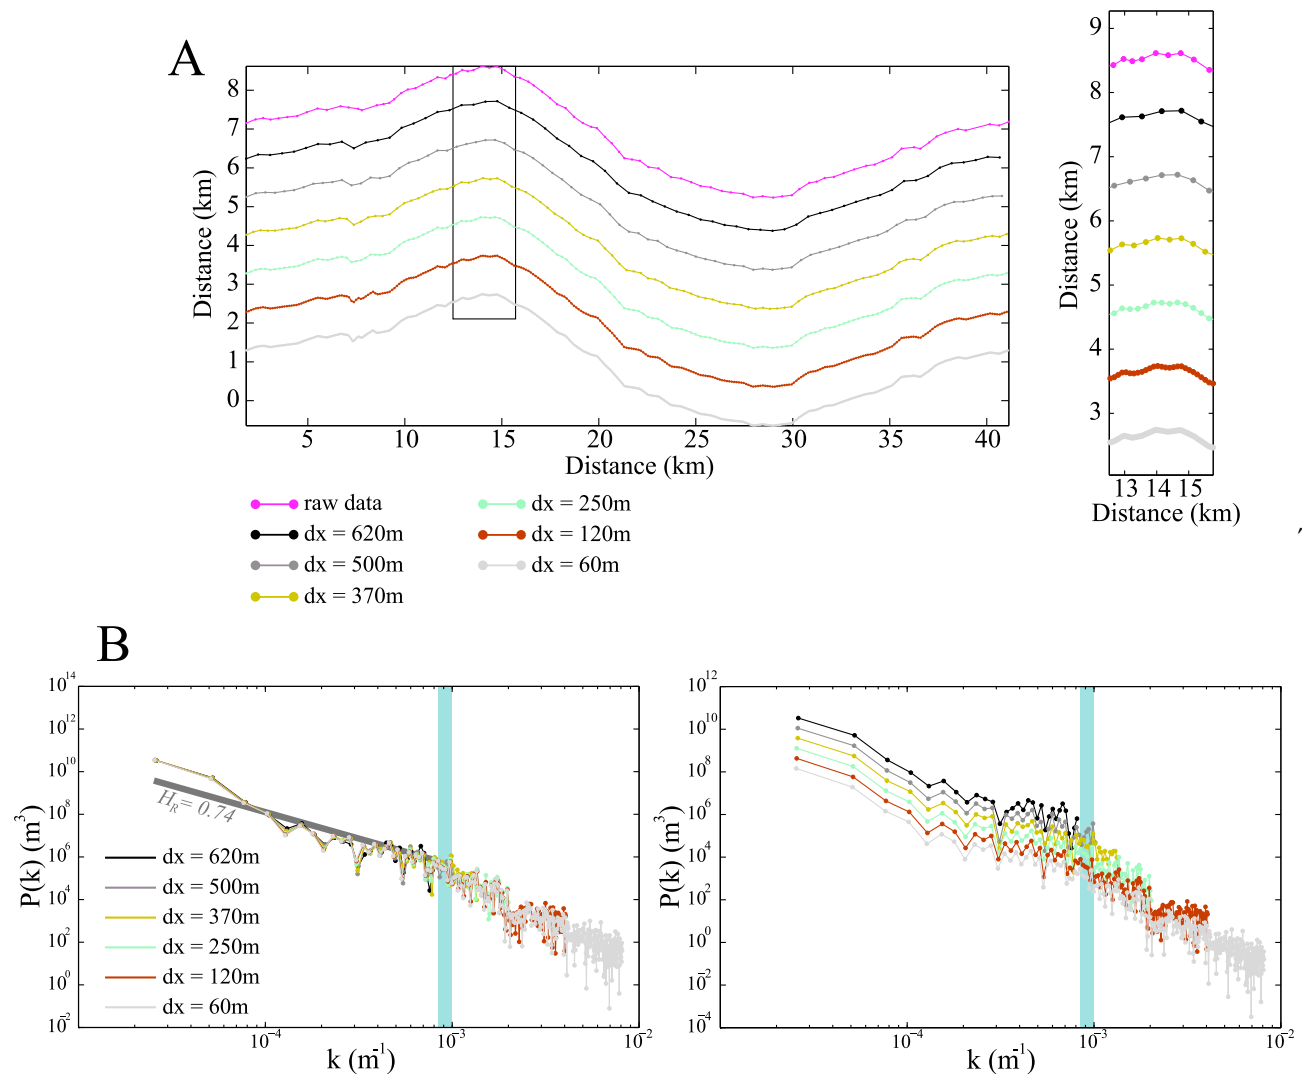 A
Distance (km)
8
7
6
5
4
3
2
1
0
5
10
15
20
25
30
35
40
Distance (km)
9
8
7
6
5
4
3
Distance (km)
13
14
15
Distance (km)
raw data
dx = 620m
dx = 500m
dx = 370m
dx = 250m
dx = 120m
dx = 60m
B
P(k) (m³)
10¹⁴
10¹²
10¹⁰
10⁸
10⁶
10⁴
10²
10⁰
10⁻²
H_R = 0.74
dx = 620m
dx = 500m
dx = 370m
dx = 250m
dx = 120m
dx = 60m
10⁻⁴
10⁻³
10⁻²
k (m⁻¹)
P(k) (m³)
10¹²
10¹⁰
10⁸
10⁶
10⁴
10²
10⁰
10⁻²
10⁻⁴
10⁻⁴
10⁻³
10⁻²
k (m⁻¹)